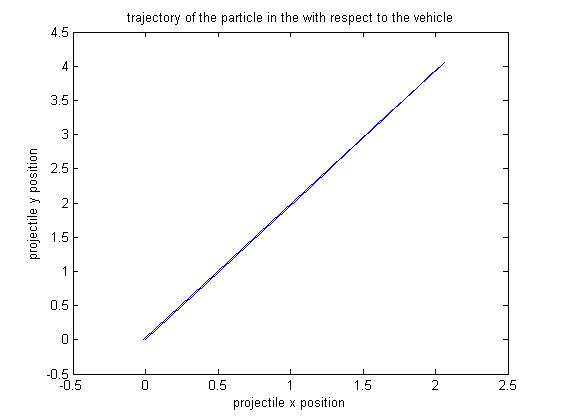 trajectory of the particle in the with respect to the vehicle
4.5
4
3.5
3
2.5
2
1.5
1
0.5
0
-0.5
projectile y position
-0.5 0 0.5 1 1.5 2 2.5
projectile x position